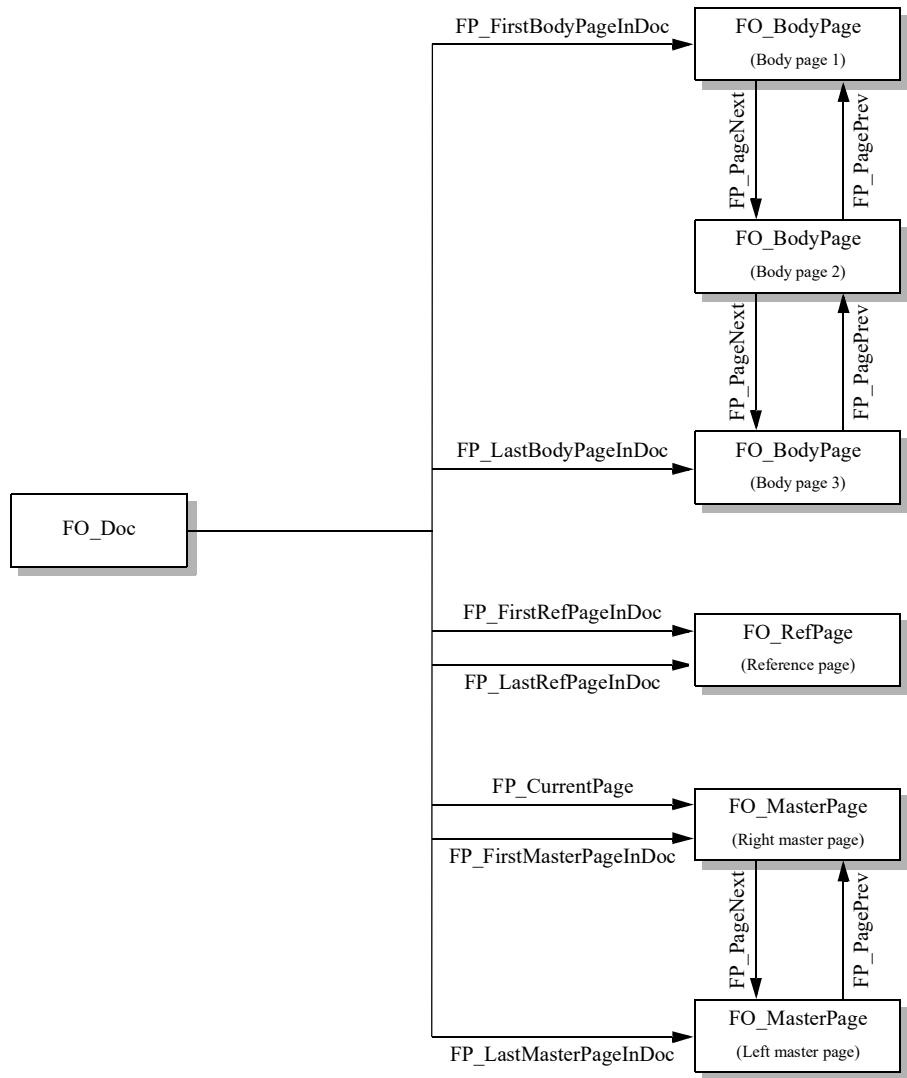 FP_FirstBodyPageInDoc
FO_BodyPage
(Body page 1)
FP_PageNext
FP_PagePrev
FO_BodyPage
(Body page 2)
FP_PageNext
FP_PagePrev
FP_LastBodyPageInDoc
FO_BodyPage
(Body page 3)
FO_Doc
FP_FirstRefPageInDoc
FO_RefPage
(Reference page)
FP_LastRefPageInDoc
FP_CurrentPage
FO_MasterPage
(Right master page)
FP_FirstMasterPageInDoc
FP_PageNext
FP_PagePrev
FO_MasterPage
(Left master page)
FP_LastMasterPageInDoc